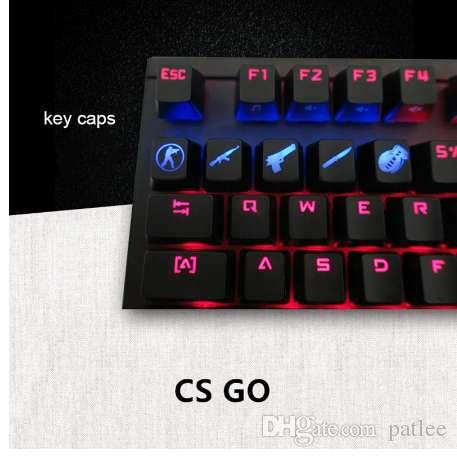 ESC F1 F2 F3 F4
key caps
5%
Q W E R
[A] A S D F
CS GO
DHgate.com patlee